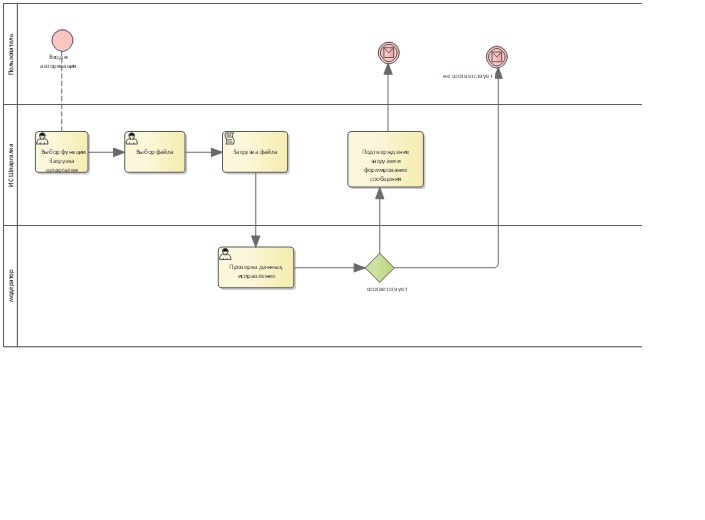 Пользователь
Вход и
авторизация
не соответствует
ИС Шпаргалка
Выбор функции
Загрузка
шпаргалки
Выбор файла
Загрузка файла
Подтверждение
загрузки и
формирование
сообщения
модератор
Проверка данных,
исправление
соответствует